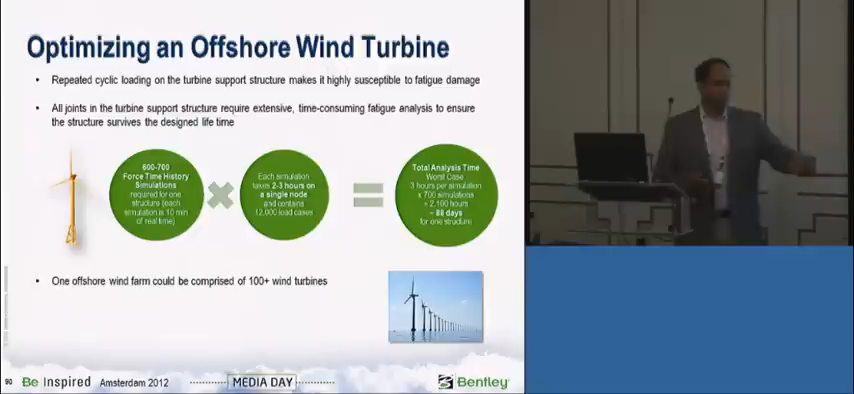 Optimizing an Offshore Wind Turbine
• Repeated cyclic loading on the turbine support structure makes it highly susceptible to fatigue damage
• All joints in the turbine support structure require extensive, time-consuming fatigue analysis to ensure
the structure survives the designed life time
600-700
Force Time History
Simulations
required for one
structure (each
simulation is 10 min
of real time)
Each simulation
takes 2-3 hours on
a single node
and contains
12,000 load cases
Total Analysis Time
Worst Case
3 hours per simulation
x 700 simulations
= 2,100 hours
= 88 days
for one structure
• One offshore wind farm could be comprised of 100+ wind turbines
90 Be Inspired Amsterdam 2012 MEDIA DAY Bentley